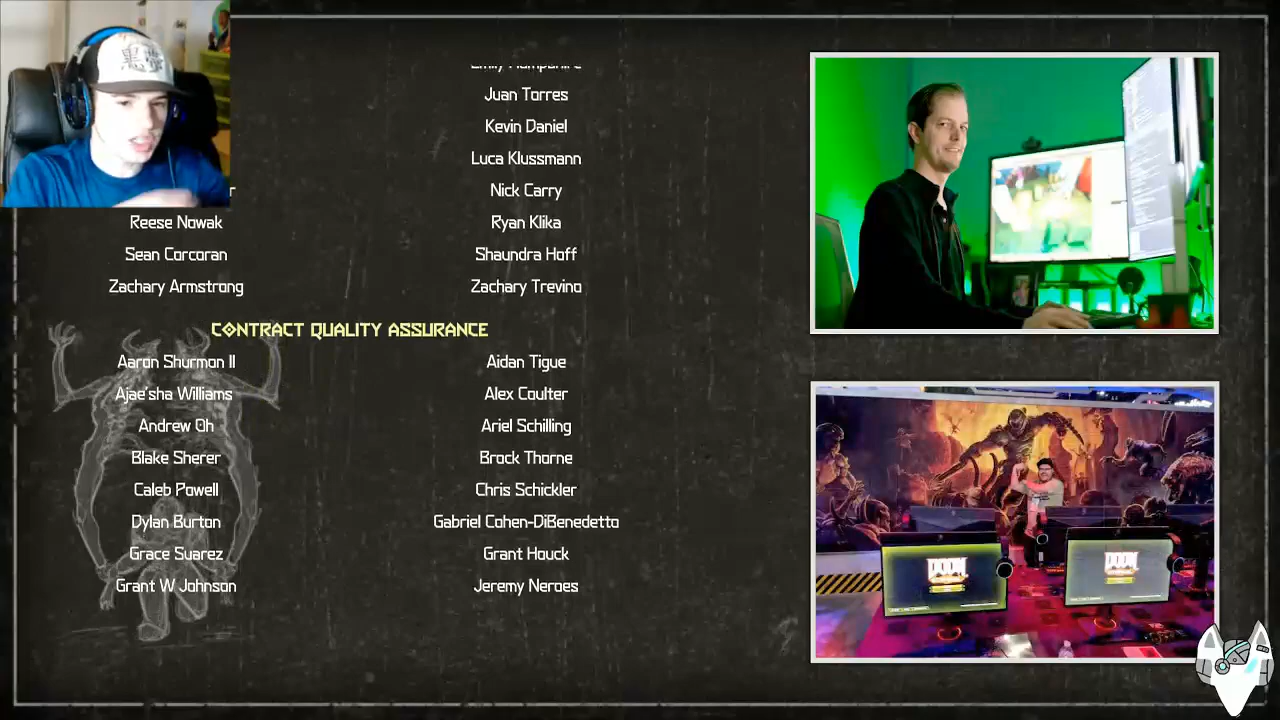 Juan Torres
Kevin Daniel
Luca Klussmann
Nick Carry
Reese Nowak
Ryan Klika
Sean Corcoran
Shaundra Hoff
Zachary Armstrong
Zachary Trevino
CONTRACT QUALITY ASSURANCE
Aaron Shurmon II
Aidan Tigue
Ajae'sha Williams
Alex Coulter
Andrew Oh
Ariel Schilling
Blake Sherer
Brock Thorne
Caleb Powell
Chris Schickler
Dylan Burton
Gabriel Cohen-DiBenedetto
Grace Suarez
Grant Houck
Grant W Johnson
Jeremy Neroes
DOOM
DOOM